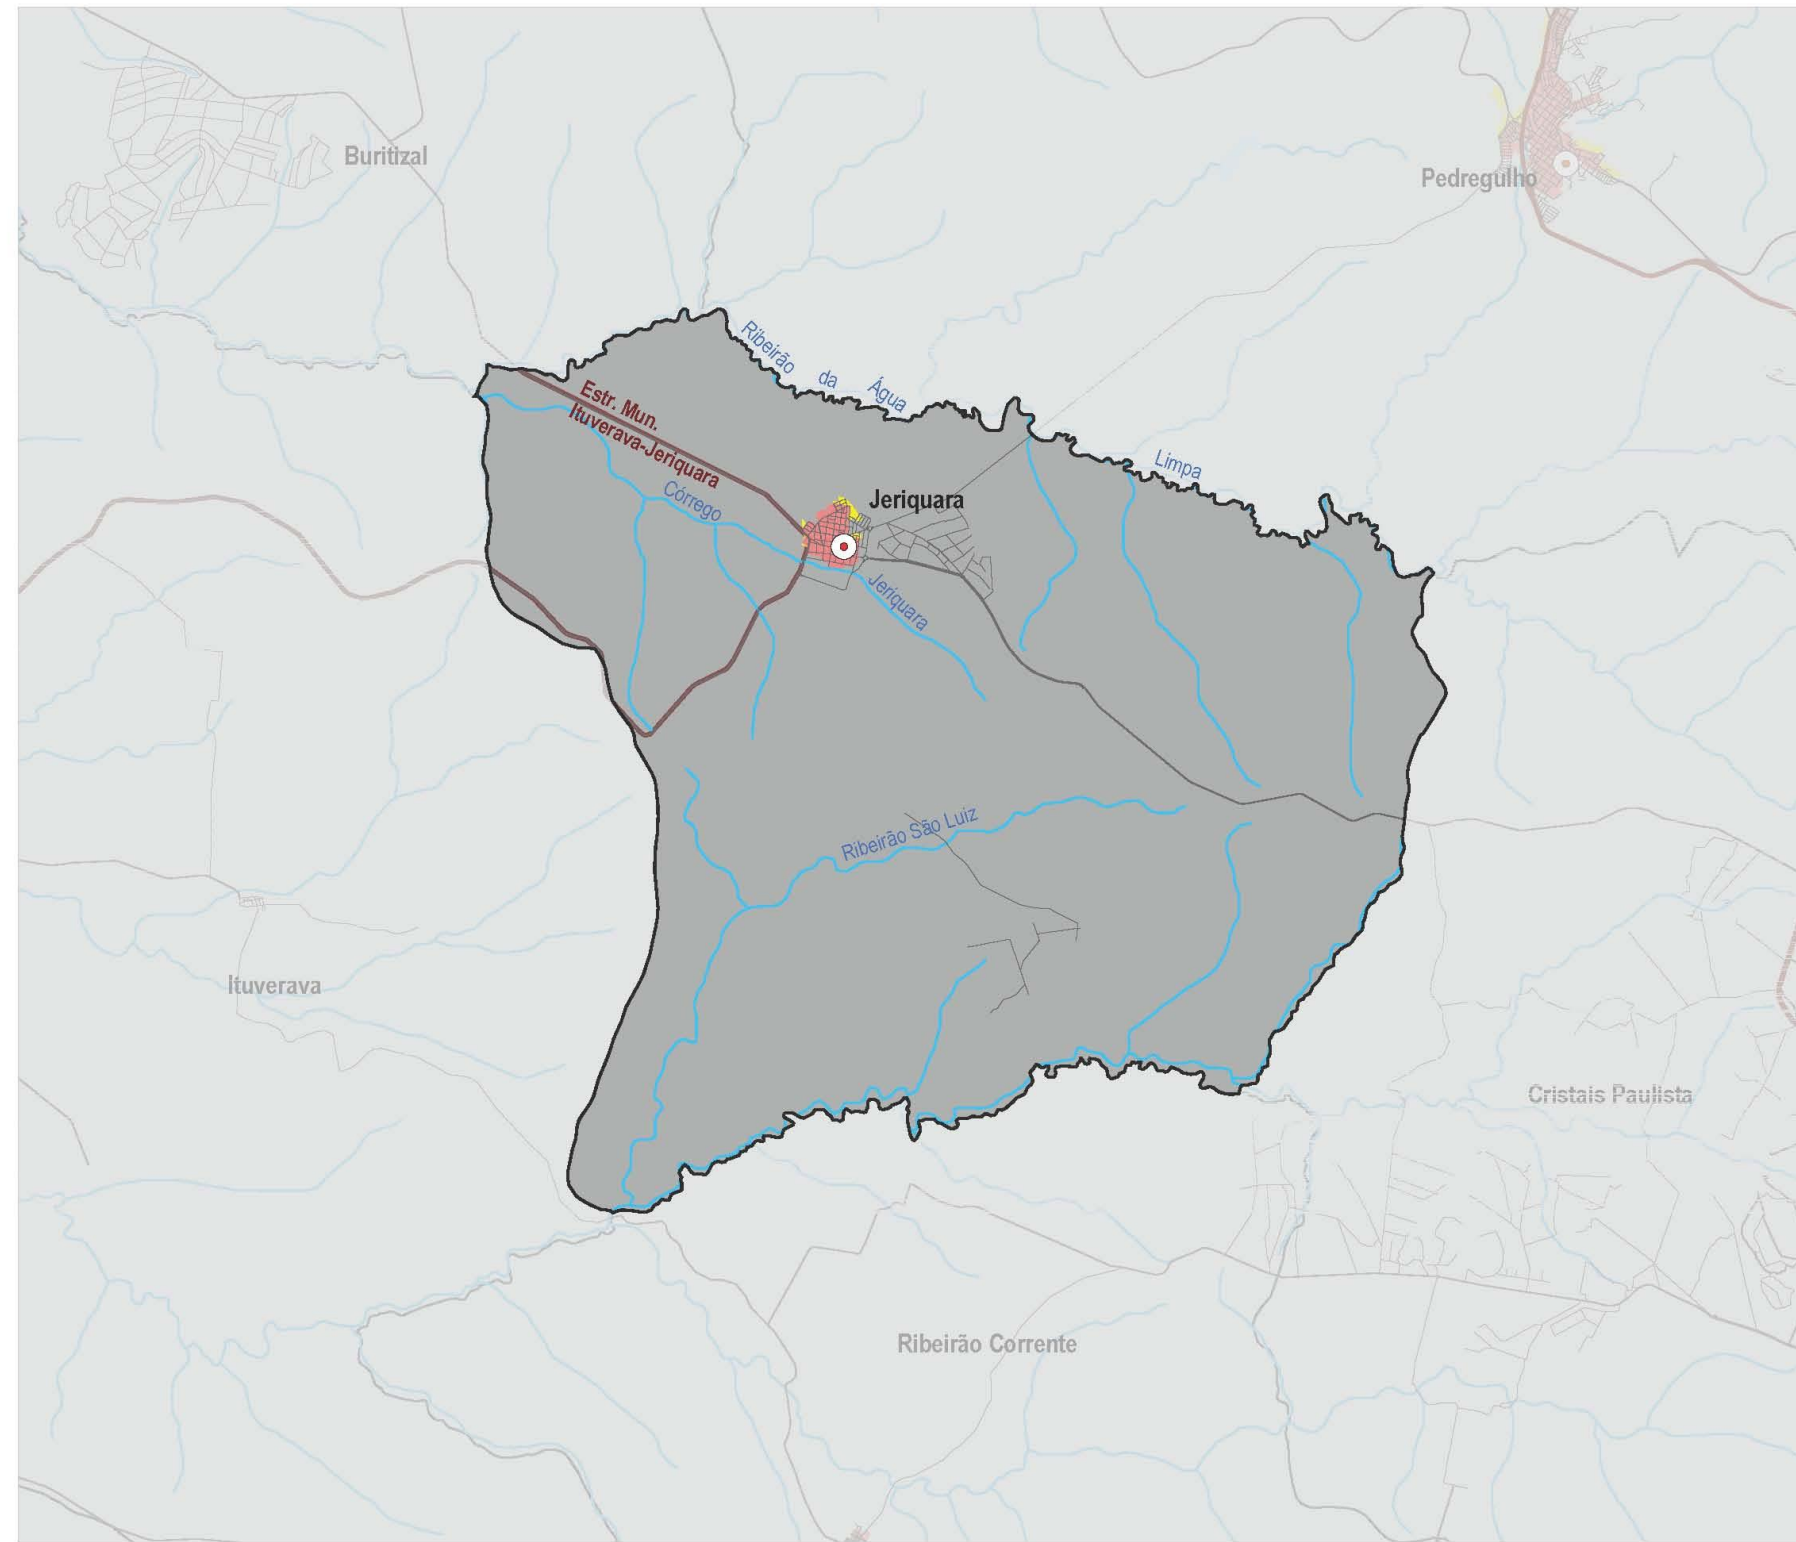 Buritizal
Pedregulho
Ribeirão da Água Limpa
Estr. Mun.
Ituverava-Jeriquara
Córrego Jeriquara
Jeriquara
Ribeirão São Luiz
Ituverava
Cristais Paulista
Ribeirão Corrente